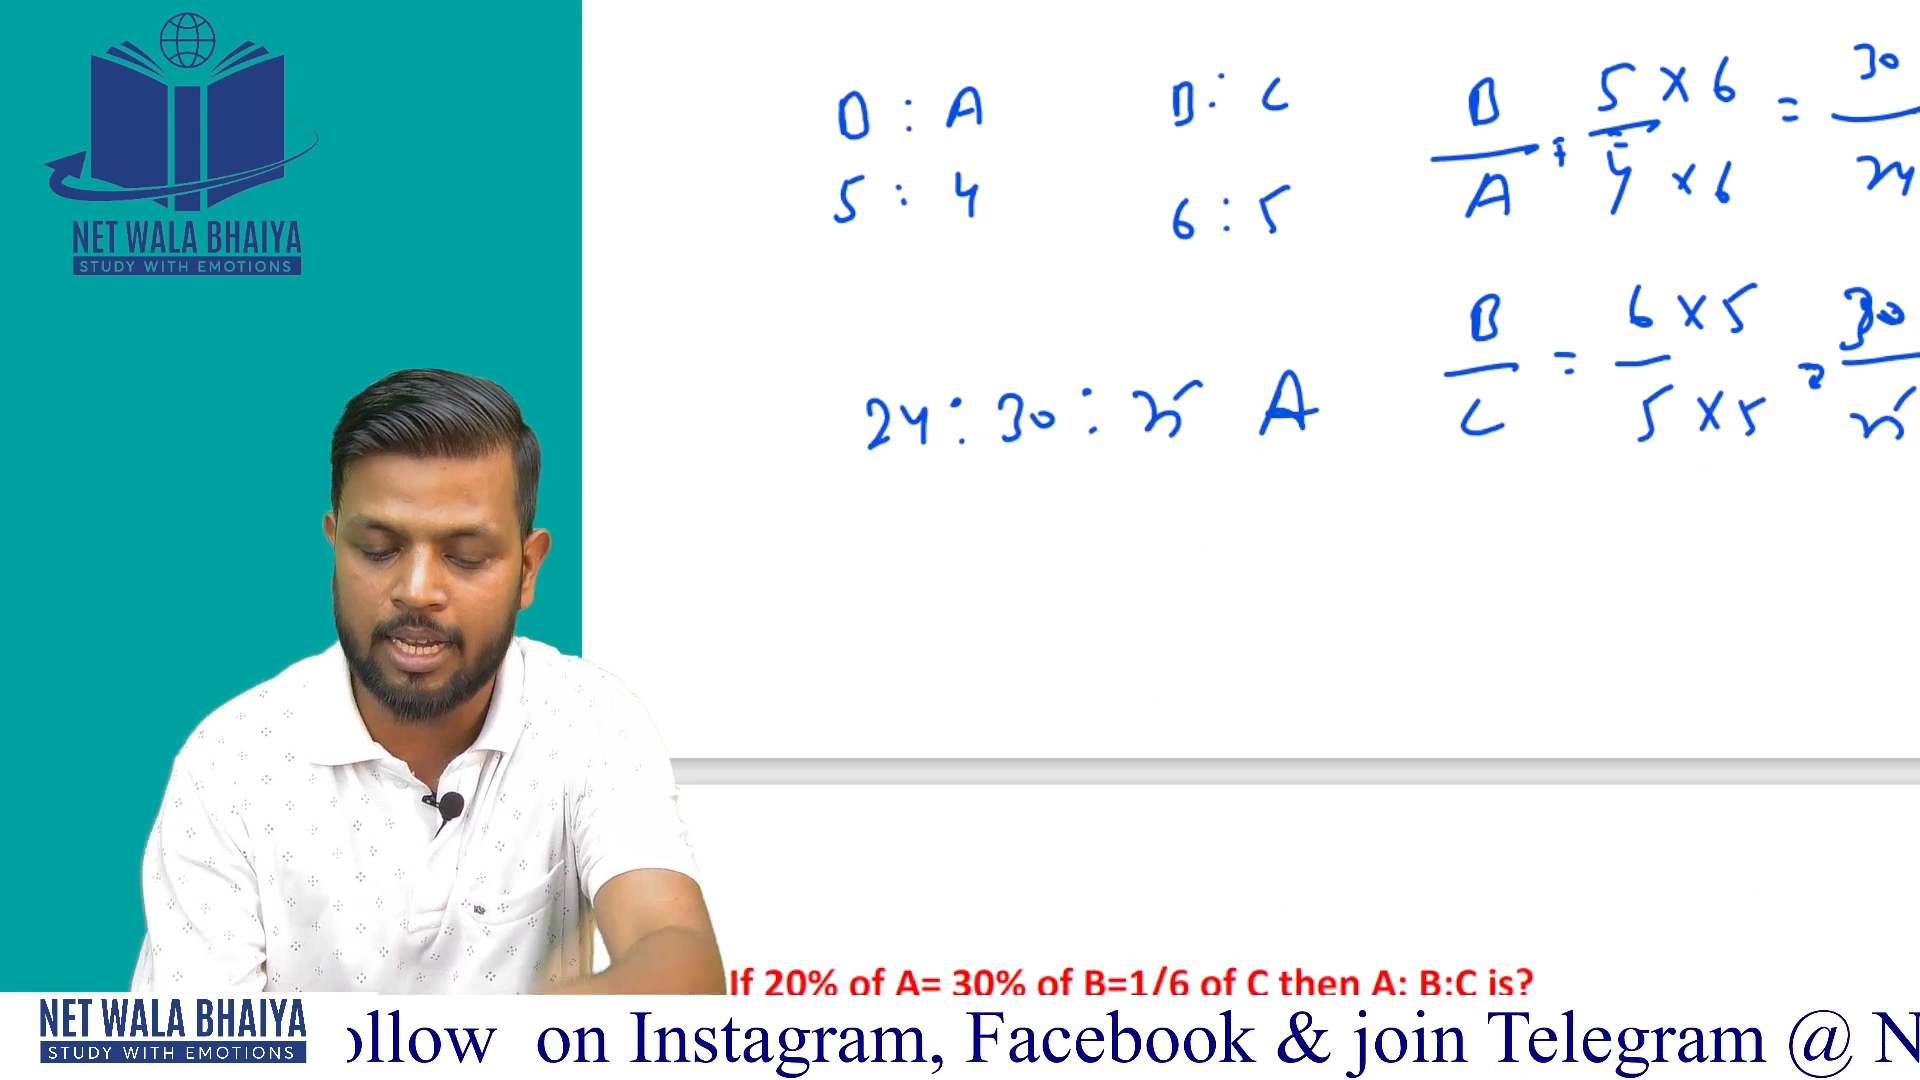 NET WALA BHAIYA
STUDY WITH EMOTIONS
B : A
5 : 4
B : C
6 : 5
B/A = 5 × 6 / 4 × 6 = 30/24
B/C = 6 × 5 / 5 × 5 = 30/25
24 : 30 : 25 A
If 20% of A= 30% of B=1/6 of C then A: B:C is?
NET WALA BHAIYA
STUDY WITH EMOTIONS
ollow on Instagram, Facebook & join Telegram @ N